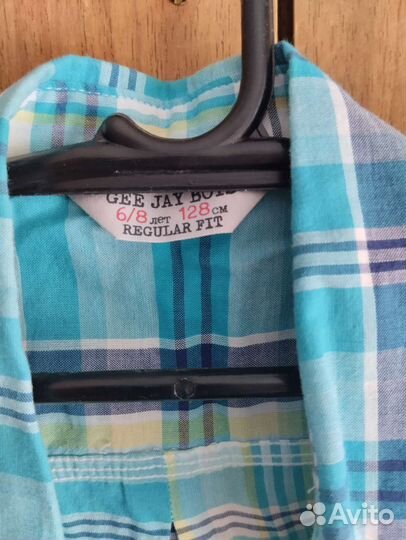 GEE JAY BOYS
6/8 лет 128 см
REGULAR FIT
Avito